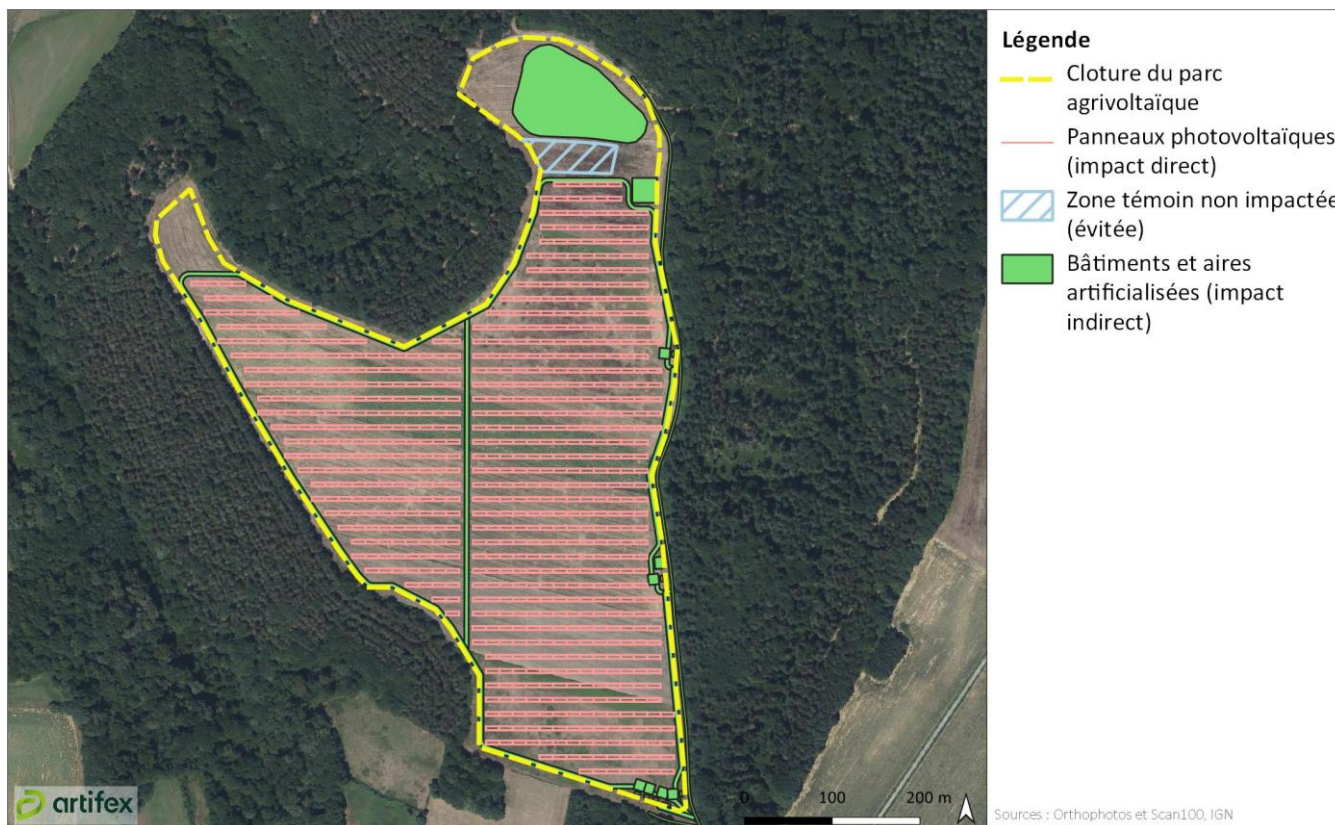 Légende
Cloture du parc
agrivoltaïque
Panneaux photovoltaïques
(impact direct)
Zone témoin non impactée
(évitée)
Bâtiments et aires
artificialisées (impact
indirect)
artifex
0 100 200 m
Sources : Orthophotos et Scan100, IGN